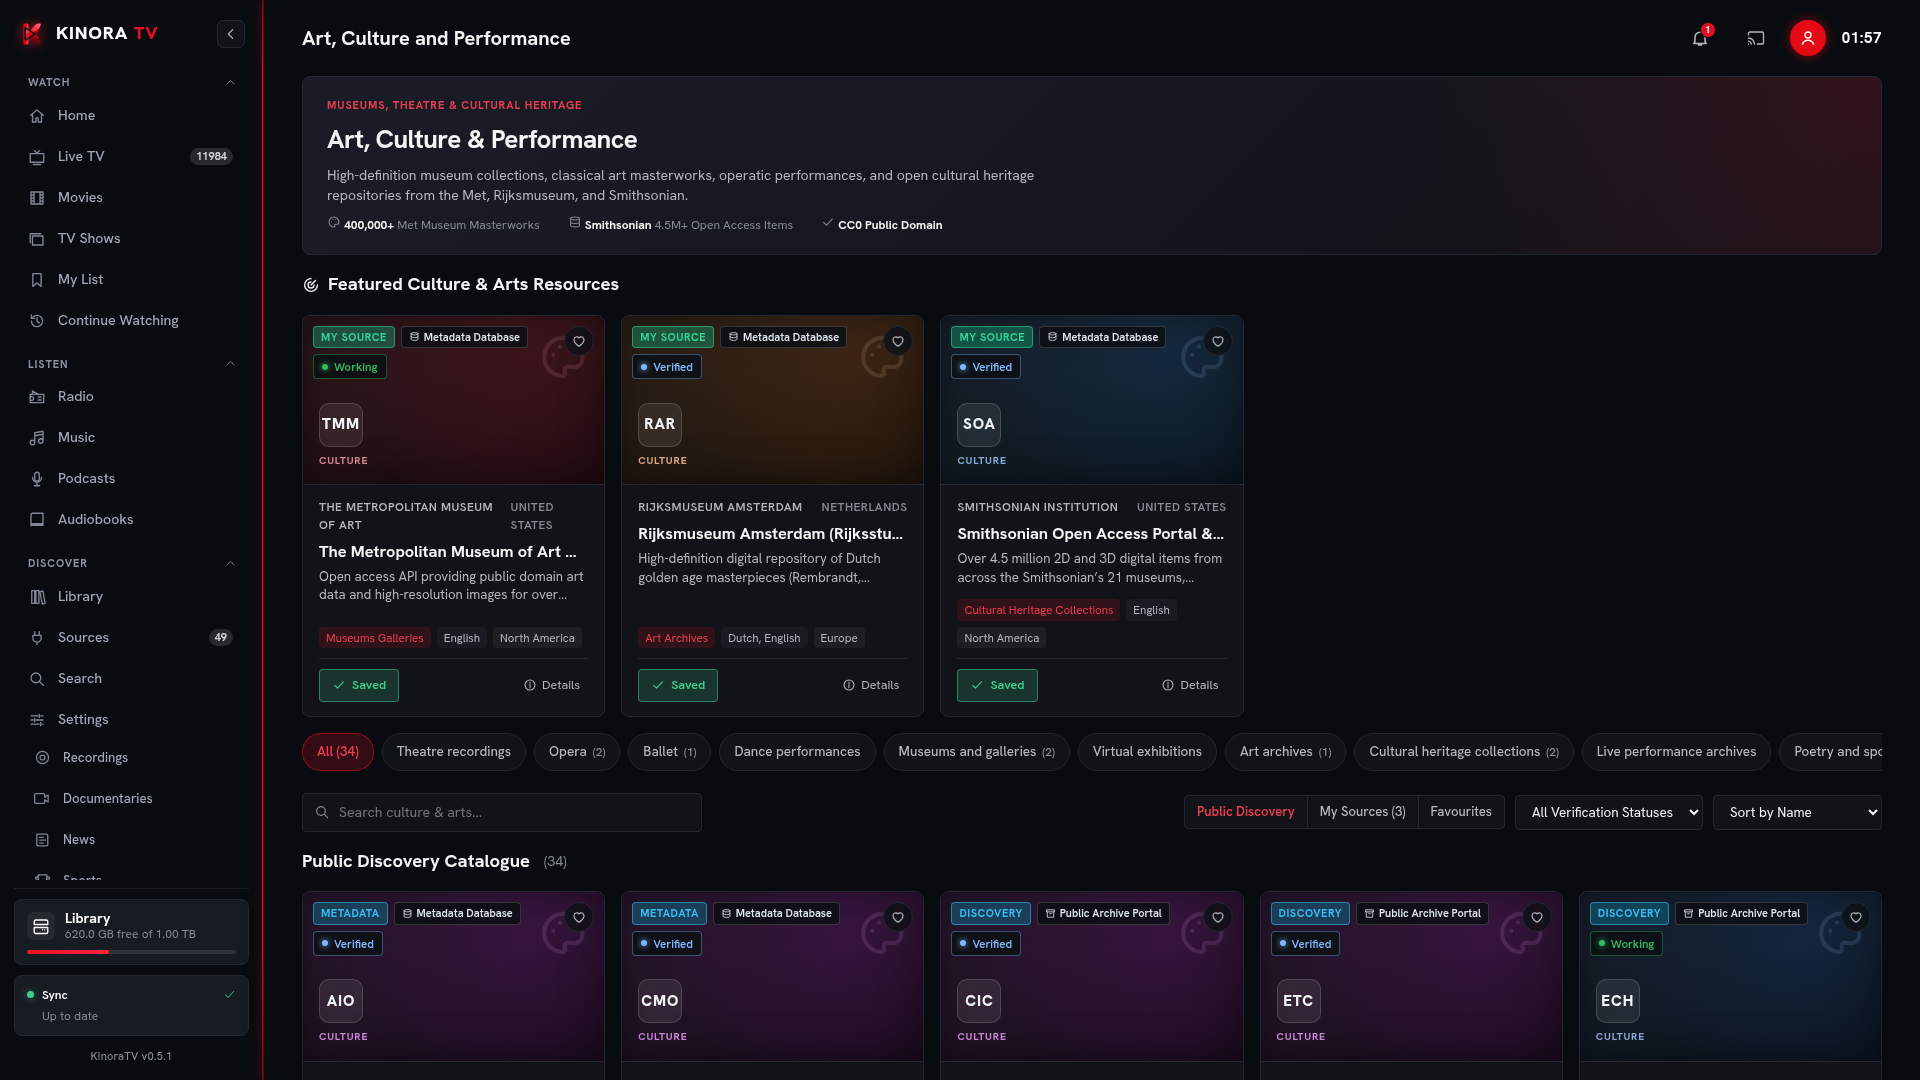 KINORA TV
WATCH
Home
Live TV 11984
Movies
TV Shows
My List
Continue Watching
LISTEN
Radio
Music
Podcasts
Audiobooks
DISCOVER
Library
Sources 49
Search
Settings
Recordings
Documentaries
News
Sports
Library
620.0 GB free of 1.00 TB
Sync
Up to date
KinoraTV v0.5.1
Art, Culture and Performance
1
01:57
MUSEUMS, THEATRE & CULTURAL HERITAGE
Art, Culture & Performance
High-definition museum collections, classical art masterworks, operatic performances, and open cultural heritage
repositories from the Met, Rijksmuseum, and Smithsonian.
400,000+ Met Museum Masterworks Smithsonian 4.5M+ Open Access Items CC0 Public Domain
Featured Culture & Arts Resources
MY SOURCE Metadata Database
Working
TMM
CULTURE
THE METROPOLITAN MUSEUM OF ART UNITED STATES
The Metropolitan Museum of Art ...
Open access API providing public domain art
data and high-resolution images for over...
Museums Galleries English North America
Saved Details
MY SOURCE Metadata Database
Verified
RAR
CULTURE
RIJKSMUSEUM AMSTERDAM NETHERLANDS
Rijksmuseum Amsterdam (Rijksstu...
High-definition digital repository of Dutch
golden age masterpieces (Rembrandt,...
Art Archives Dutch, English Europe
Saved Details
MY SOURCE Metadata Database
Verified
SOA
CULTURE
SMITHSONIAN INSTITUTION UNITED STATES
Smithsonian Open Access Portal &...
Over 4.5 million 2D and 3D digital items from
across the Smithsonian's 21 museums,...
Cultural Heritage Collections English
North America
Saved Details
All (34) Theatre recordings Opera (2) Ballet (1) Dance performances Museums and galleries (2) Virtual exhibitions Art archives (1) Cultural heritage collections (2) Live performance archives Poetry and spo
Search culture & arts...
Public Discovery My Sources (3) Favourites All Verification Statuses Sort by Name
Public Discovery Catalogue (34)
METADATA Metadata Database
Verified
AIO
CULTURE
METADATA Metadata Database
Verified
CMO
CULTURE
DISCOVERY Public Archive Portal
Verified
CIC
CULTURE
DISCOVERY Public Archive Portal
Verified
ETC
CULTURE
DISCOVERY Public Archive Portal
Working
ECH
CULTURE